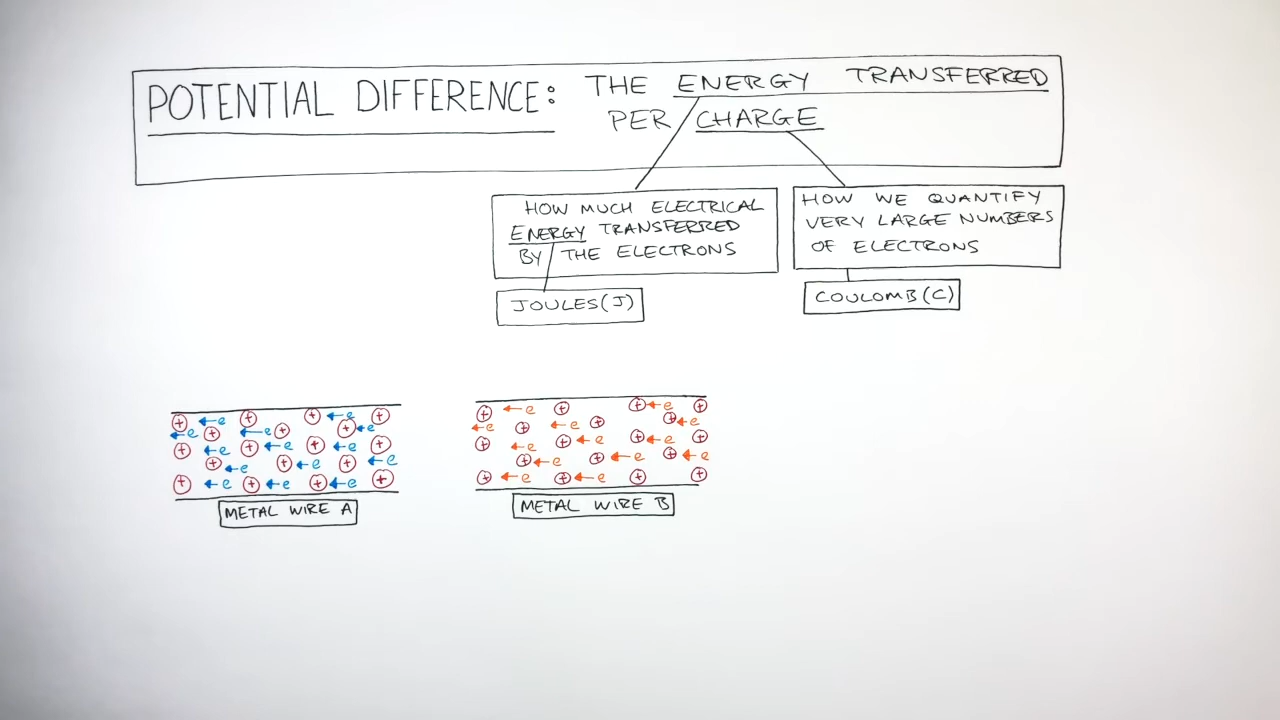 POTENTIAL DIFFERENCE: THE ENERGY TRANSFERRED
PER CHARGE
HOW MUCH ELECTRICAL
ENERGY TRANSFERRED
BY THE ELECTRONS
HOW WE QUANTIFY
VERY LARGE NUMBERS
OF ELECTRONS
JOULES(J)
COULOMB(C)
+ e + + e +
e + e + + e
+ e + e + e +
+ e + e + e
+ e + e + e +
METAL WIRE A
+ e + + e +
e + e + + e
+ e + e + e +
+ e + e + e
+ e + e + +
METAL WIRE B